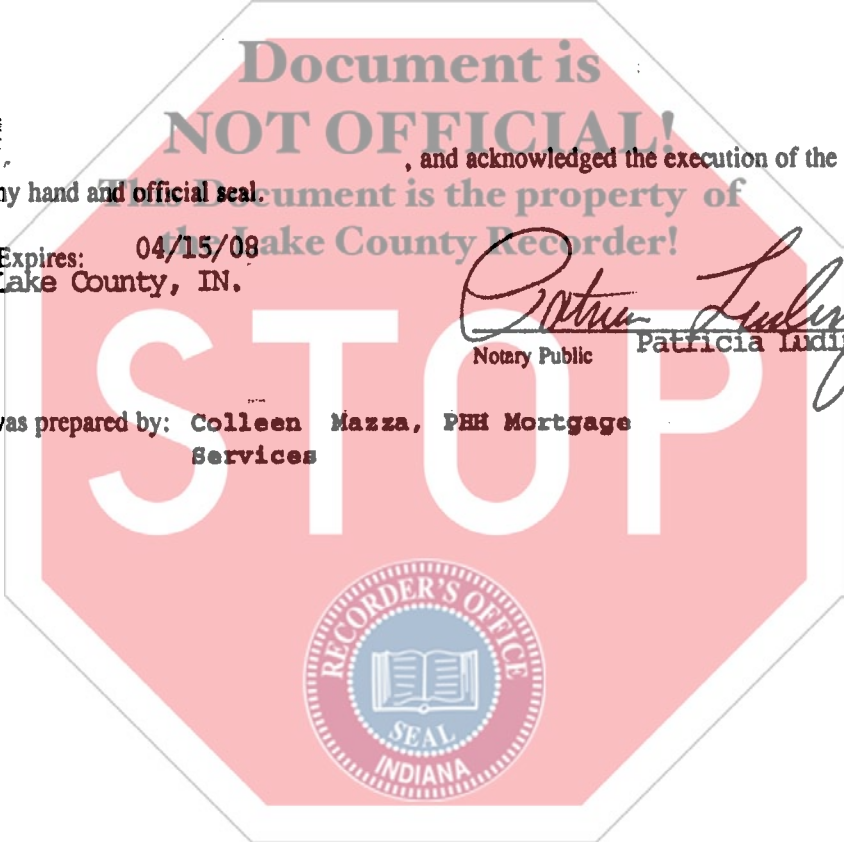 Document is
NOT OFFICIAL!
, and acknowledged the execution of the
hand and official seal.
This Document is the property of
the Lake County Recorder!
Expires: 04/15/08
Lake County, IN.
Notary Public Patricia
STOP
was prepared by: Colleen Mazza, PHH Mortgage
Services
RECORDER'S OFFICE
SEAL
INDIANA